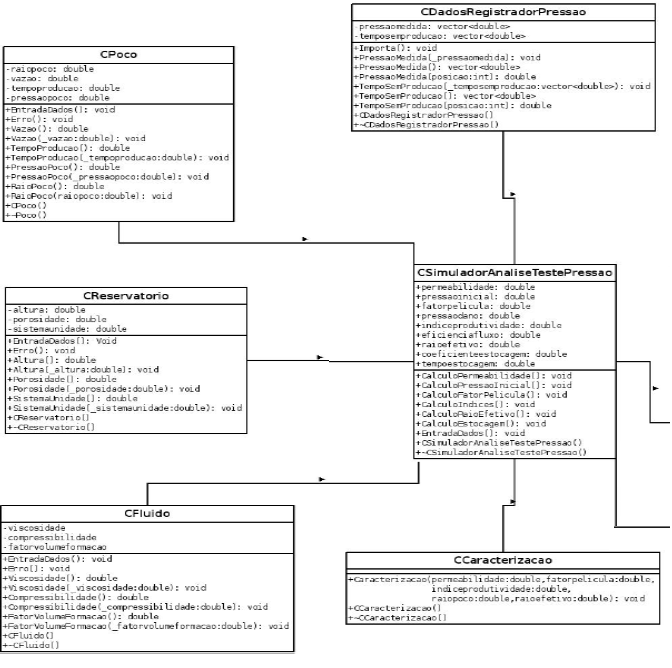 CPoco
-raiopoco: double
-vazao: double
-tempoproducao: double
-pressaopoco: double
+EntradaDados(): void
+Erro(): void
+Vazao(): double
+Vazao(_vazao:double): void
+TempoProducao(): double
+TempoProducao(_tempoproducao:double): void
+PressaoPoco(): double
+PressaoPoco(_pressaopoco:double): void
+RaioPoco(): double
+RaioPoco(raiopoco:double): void
+CPoco()
+~Poco()
CDadosRegistradorPressao
-pressaomedida: vector<double>
-temposemproducao: vector<double>
+Importa(): void
+PressaoMedida(_pressaomedida): void
+PressaoMedida(): vector<double>
+PressaoMedida(posicao:int): double
+TempoSemProducao(_temposemproducao:vector<double>): void
+TempoSemProducao(): vector<double>
+TempoSemProducao(posicao:int): double
+CDadosRegistradorPressao()
+~CDadosRegistradorPressao()
CReservatorio
-altura: double
-porosidade: double
-sistemaunidade: double
+EntradaDados(): Void
+Erro(): void
+Altura(): double
+Altura(_altura:double): void
+Porosidade(): double
+Porosidade(_porosidade:double): void
+SistemaUnidade(): double
+SistemaUnidade(_sistemaunidade:double): void
+CReservatorio()
+~CReservatorio()
CSimuladorAnaliseTestePressao
+permeabilidade: double
+pressaoinicial: double
+fatorpelicula: double
+pressaodano: double
+indiceprodutividade: double
+eficienciafluxo: double
+raioefetivo: double
+coeficienteestocagem: double
+tempoestocagem: double
+CalculoPermeabilidade(): void
+CalculoPressaoInicial(): void
+CalculoFatorPelicula(): void
+CalculoIndices(): void
+CalculoRaioEfetivo(): void
+CalculoEstocagem(): void
+EntradaDados(): void
+CSimuladorAnaliseTestePressao()
+~CSimuladorAnaliseTestePressao()
CFluido
-viscosidade
-compressibilidade
-fatorvolumeformacao
+EntradaDados(): void
+Erro(): void
+Viscosidade(): double
+Viscosidade(_viscosidade:double): void
+Compressibilidade(): double
+Compressibilidade(_compressibilidade:double): void
+FatorVolumeFormacao(): double
+FatorVolumeFormacao(_fatorvolumeformacao:double): void
+CFluido()
+~CFluido()
CCaracterizacao
+Caracterizacao(permeabilidade:double,fatorpelicula:double,
indiceprodutividade:double,
raiopoco:double,raioefetivo:double): void
+CCaracterizacao()
+~CCaracterizacao()